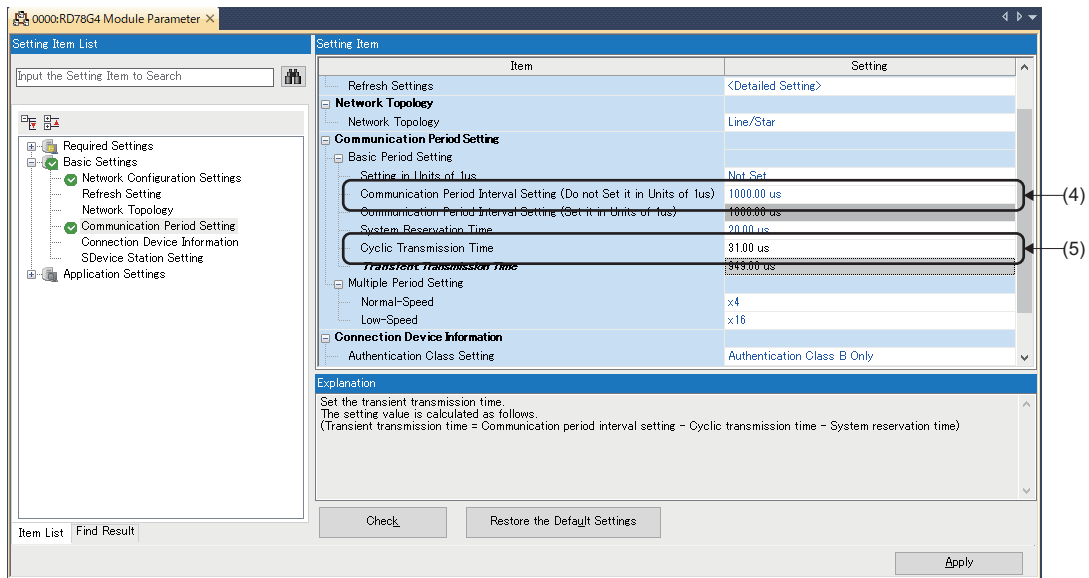 0000:RD78G4 Module Parameter
Setting Item List
Input the Setting Item to Search
Required Settings
Basic Settings
Network Configuration Settings
Refresh Setting
Network Topology
Communication Period Setting
Connection Device Information
SDevice Station Setting
Application Settings
Item List Find Result
Setting Item
Item Setting
Refresh Settings <Detailed Setting>
Network Topology
Network Topology Line/Star
Communication Period Setting
Basic Period Setting
Setting in Units of 1us Not Set
Communication Period Interval Setting (Do not Set it in Units of 1us) 1000.00 us (4)
Communication Period Interval Setting (Set it in Units of 1us) 1000.00 us
System Reservation Time 20.00 us
Cyclic Transmission Time 31.00 us (5)
Transient Transmission Time 949.00 us
Multiple Period Setting
Normal-Speed x4
Low-Speed x16
Connection Device Information
Authentication Class Setting Authentication Class B Only
Explanation
Set the transient transmission time.
The setting value is calculated as follows.
(Transient transmission time = Communication period interval setting - Cyclic transmission time - System reservation time)
Check Restore the Default Settings
Apply